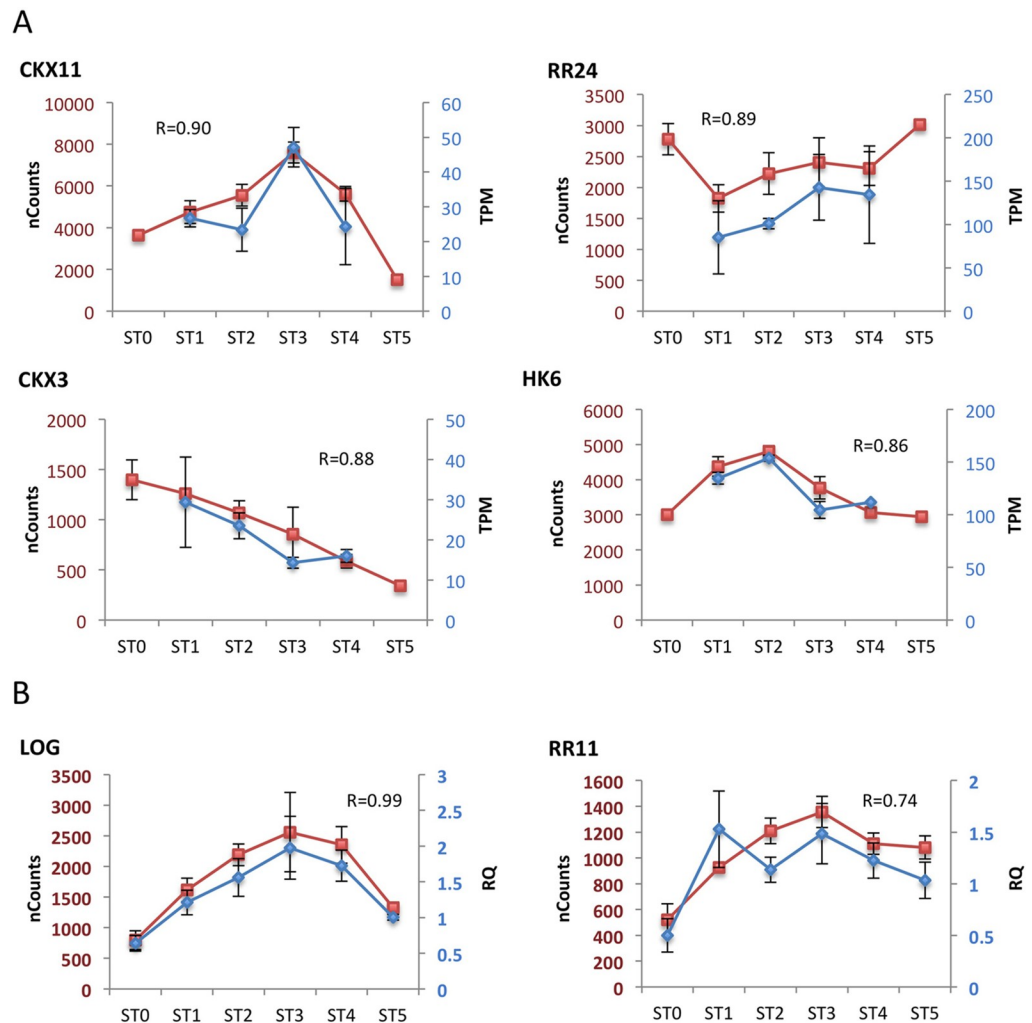 A
CKX11
RR24
nCounts
10000
8000
6000
4000
2000
0
R=0.90
60
50
40
30
20
10
0
TPM
ST0 ST1 ST2 ST3 ST4 ST5
nCounts
3500
3000
2500
2000
1500
1000
500
0
R=0.89
250
200
150
100
50
0
TPM
ST0 ST1 ST2 ST3 ST4 ST5
CKX3
HK6
nCounts
2000
1500
1000
500
0
R=0.88
50
40
30
20
10
0
TPM
ST0 ST1 ST2 ST3 ST4 ST5
nCounts
6000
5000
4000
3000
2000
1000
0
R=0.86
200
150
100
50
0
TPM
ST0 ST1 ST2 ST3 ST4 ST5
B
LOG
RR11
nCounts
3500
3000
2500
2000
1500
1000
500
0
R=0.99
3
2.5
2
1.5
1
0.5
0
RQ
ST0 ST1 ST2 ST3 ST4 ST5
nCounts
1600
1400
1200
1000
800
600
400
200
0
R=0.74
2
1.5
1
0.5
0
RQ
ST0 ST1 ST2 ST3 ST4 ST5